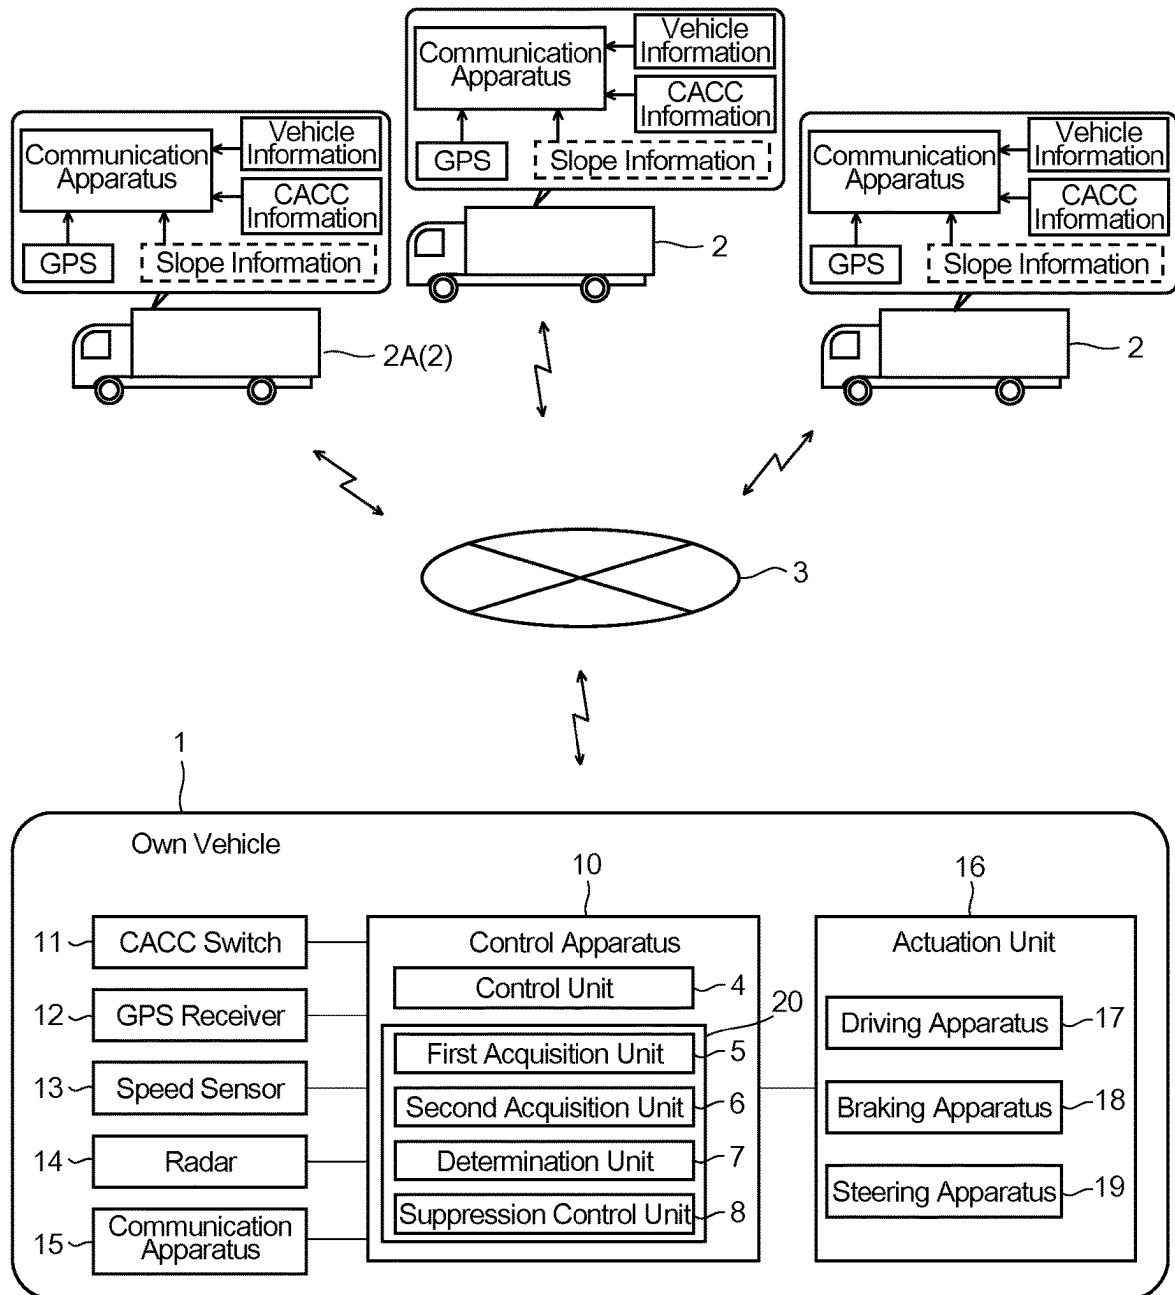 Communication
Apparatus
Vehicle
Information
CACC
Information
GPS
Slope Information
2
Communication
Apparatus
Vehicle
Information
CACC
Information
GPS
Slope Information
2A(2)
Communication
Apparatus
Vehicle
Information
CACC
Information
GPS
Slope Information
2
3
1
Own Vehicle
11
CACC Switch
12
GPS Receiver
13
Speed Sensor
14
Radar
15
Communication
Apparatus
10
Control Apparatus
Control Unit
4
20
First Acquisition Unit
5
Second Acquisition Unit
6
Determination Unit
7
Suppression Control Unit
8
16
Actuation Unit
Driving Apparatus
17
Braking Apparatus
18
Steering Apparatus
19